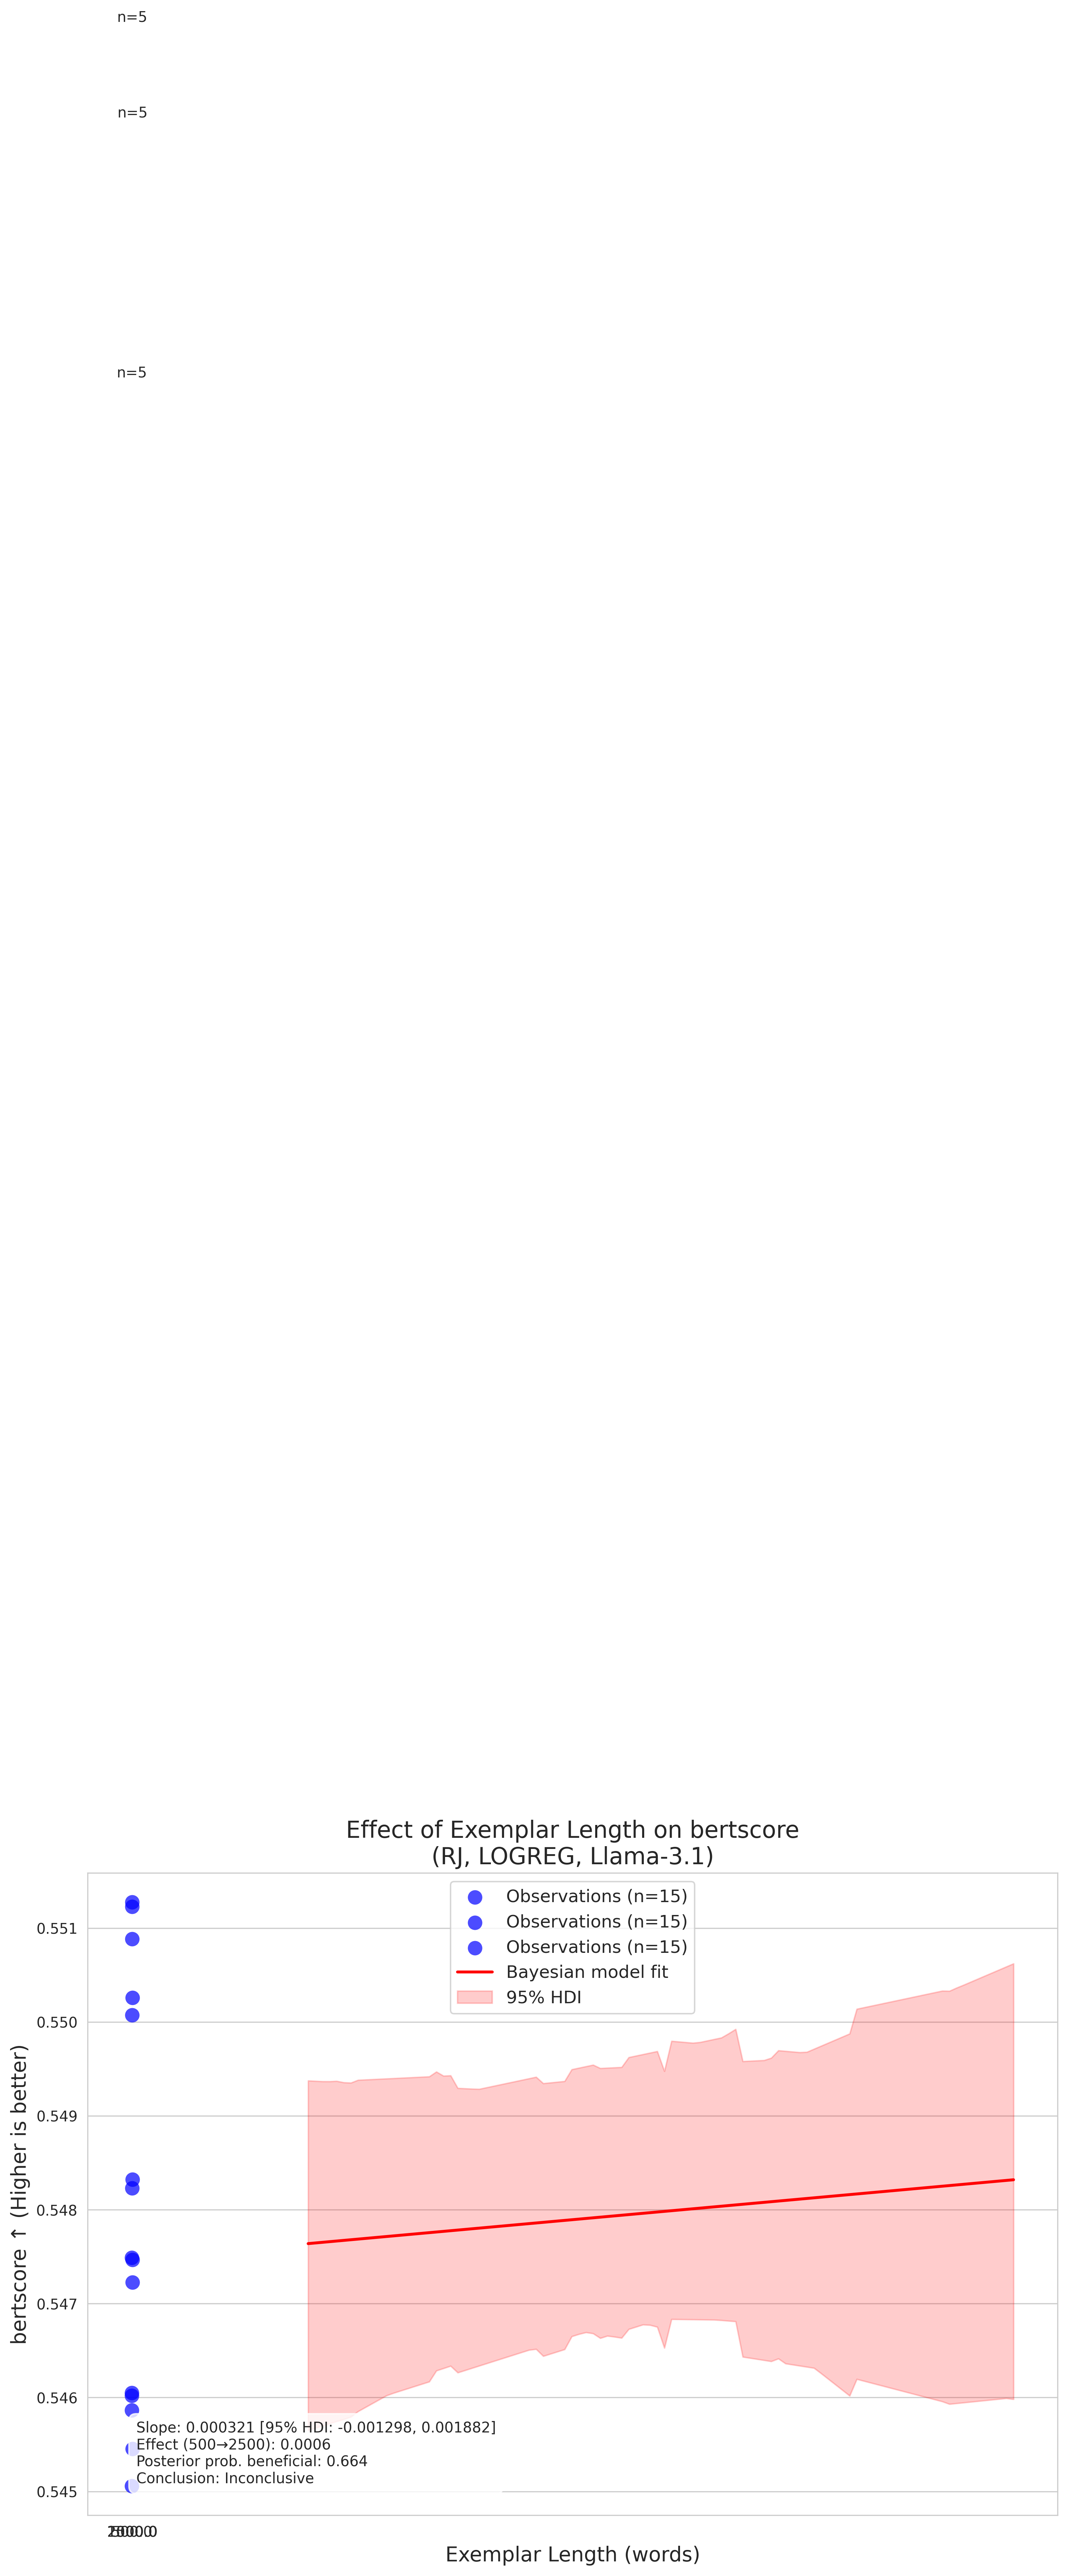 n=5
n=5
n=5
Effect of Exemplar Length on bertscore
(RJ, LOGREG, Llama-3.1)
Observations (n=15)
Observations (n=15)
Observations (n=15)
Bayesian model fit
95% HDI
bertscore ↑ (Higher is better)
0.551
0.550
0.549
0.548
0.547
0.546
0.545
Slope: 0.000321 [95% HDI: -0.001298, 0.001882]
Effect (500→2500): 0.0006
Posterior prob. beneficial: 0.664
Conclusion: Inconclusive
Exemplar Length (words)